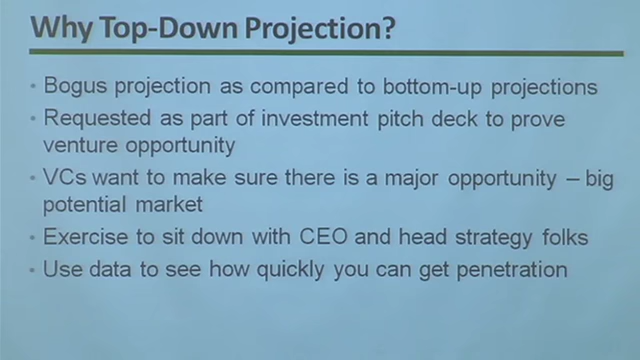 Why Top-Down Projection?
• Bogus projection as compared to bottom-up projections
• Requested as part of investment pitch deck to prove
venture opportunity
• VCs want to make sure there is a major opportunity – big
potential market
• Exercise to sit down with CEO and head strategy folks
• Use data to see how quickly you can get penetration